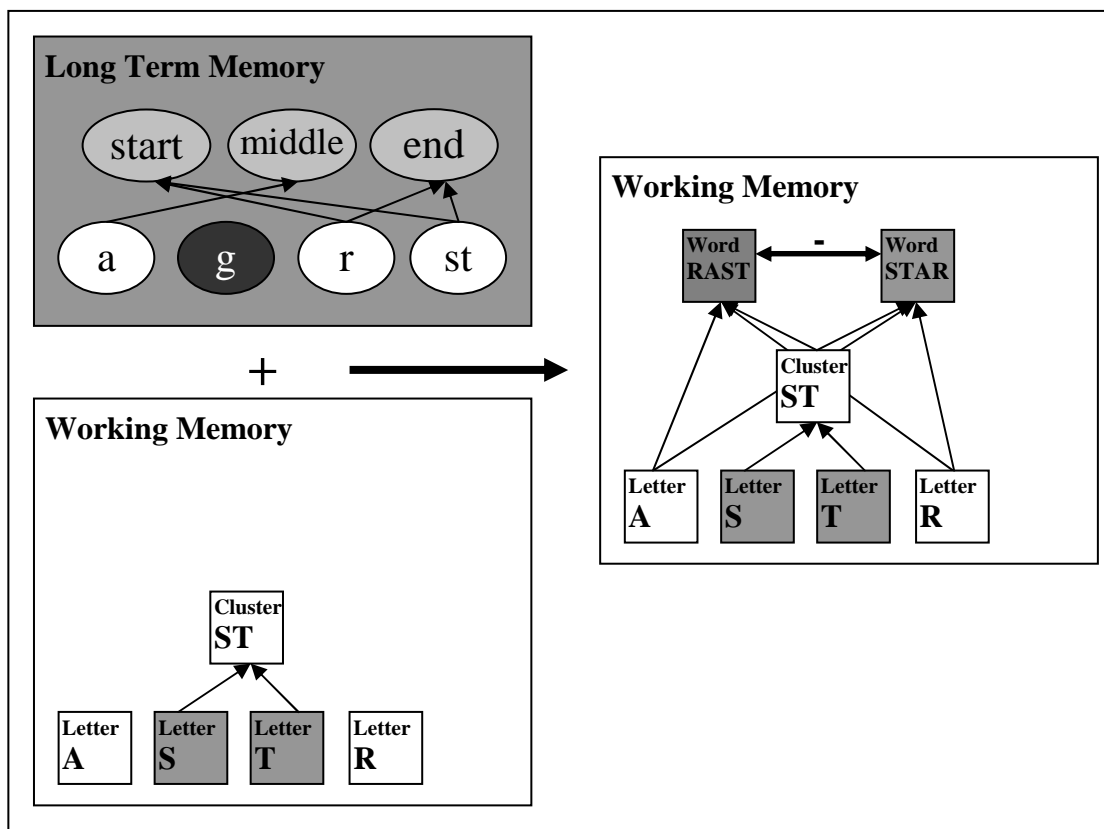 Long Term Memory
start middle end
a g r st
+
Working Memory
Cluster
ST
Letter Letter Letter Letter
A S T R
Working Memory
Word - Word
RAST STAR
Cluster
ST
Letter Letter Letter Letter
A S T R